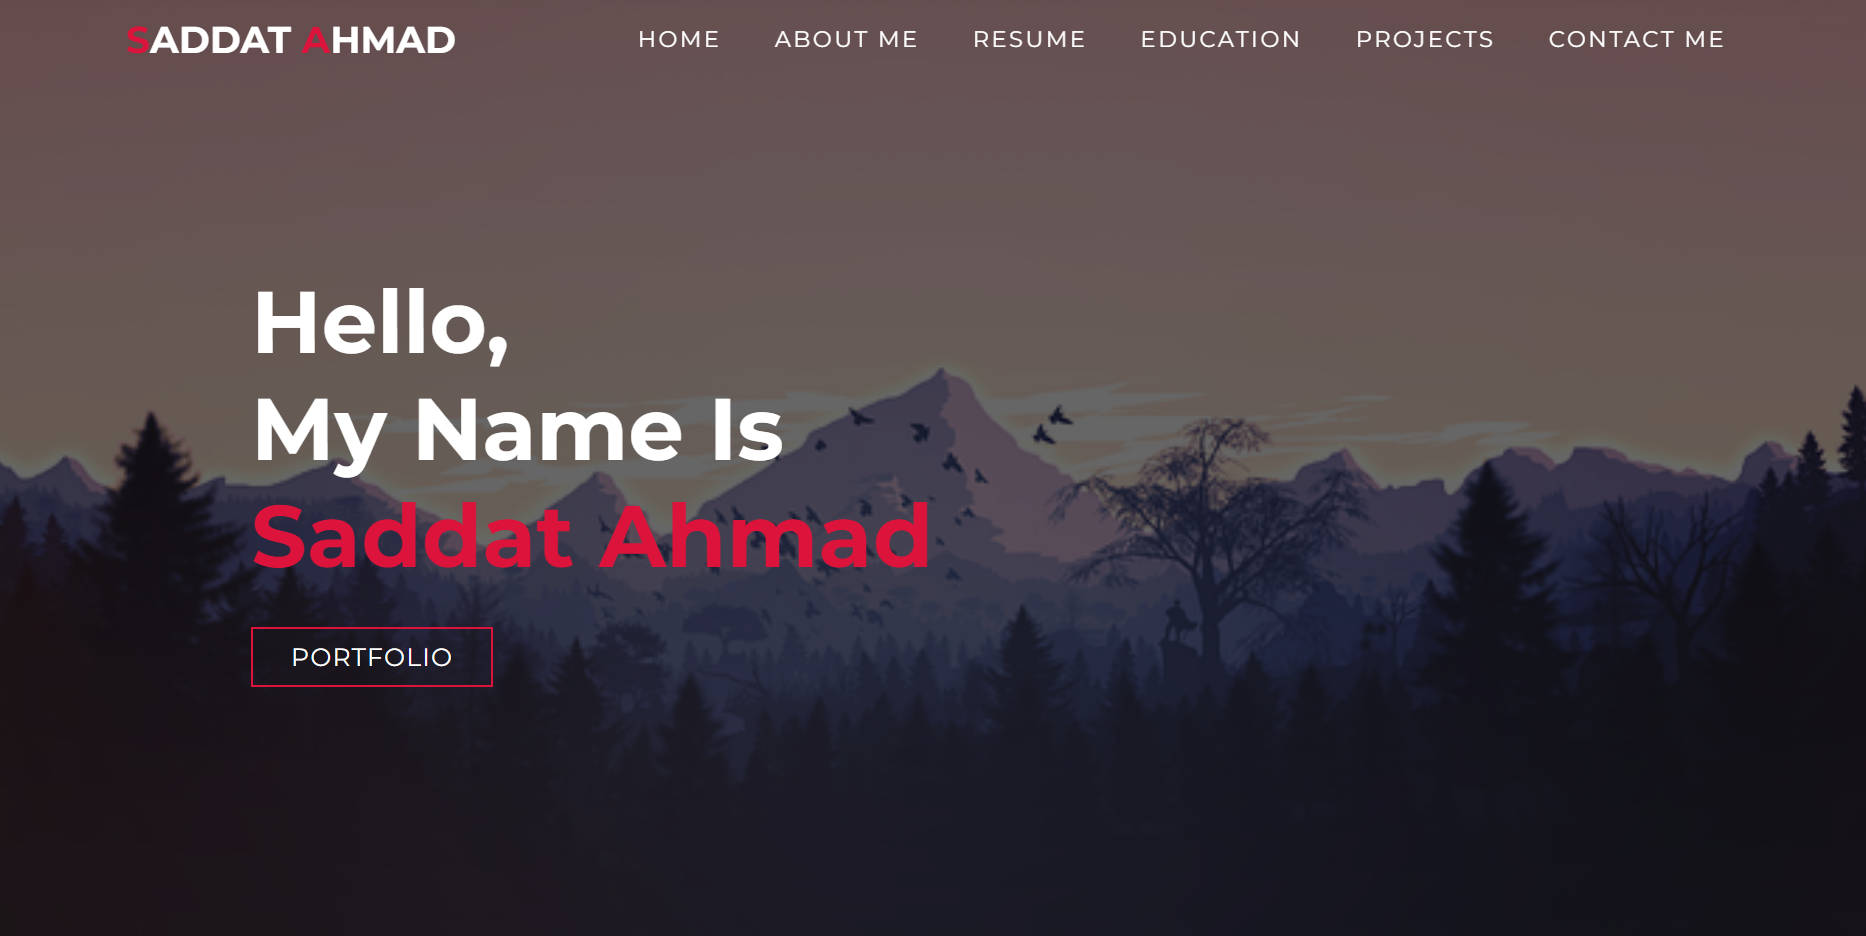 SADDAT AHMAD
HOME ABOUT ME RESUME EDUCATION PROJECTS CONTACT ME
Hello,
My Name Is
Saddat Ahmad
PORTFOLIO